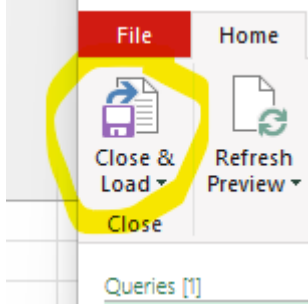 File Home
Close & Load
Refresh Preview
Close
Queries [1]